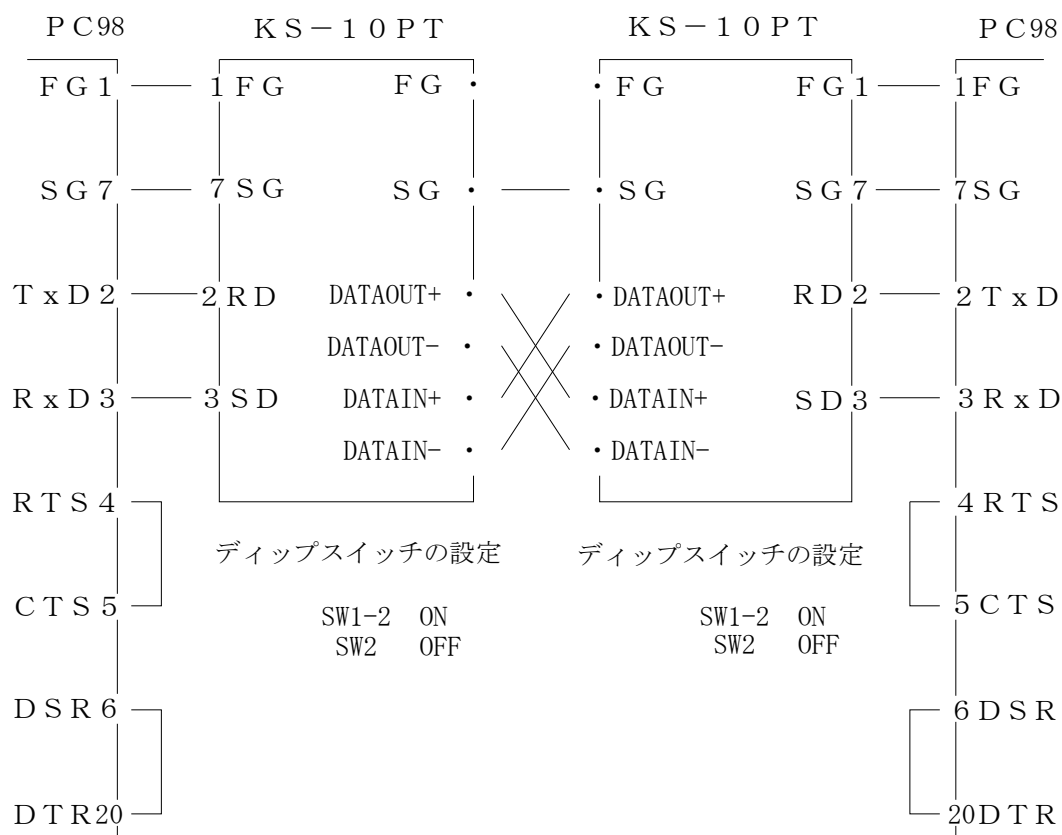 PC98 KS-10PT KS-10PT PC98
FG1 1FG FG FG FG1 1FG
SG7 7SG SG SG SG7 7SG
TxD2 2RD DATAOUT+ DATAOUT+ RD2 2TxD
DATAOUT- DATAOUT-
RxD3 3SD DATAIN+ DATAIN+ SD3 3RxD
DATAIN- DATAIN-
RTS4 4RTS
ディップスイッチの設定 ディップスイッチの設定
CTS5 SW1-2 ON SW1-2 ON 5CTS
SW2 OFF SW2 OFF
DSR6 6DSR
DTR20 20DTR